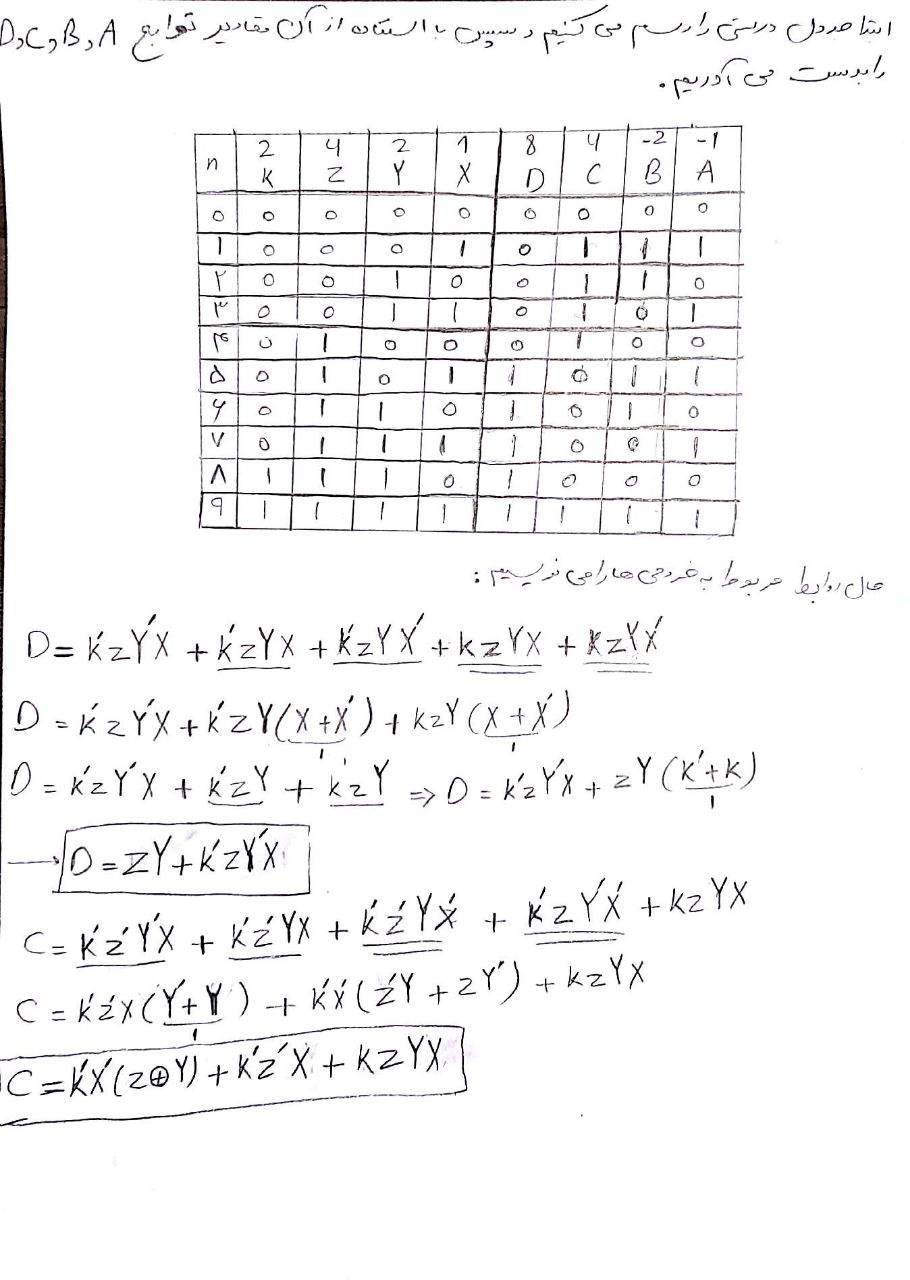 ابتدا جدول درستی را رسم می کنیم و سپس با استفاده از آن مقادیر توابع D,C,B,A
را بدست می آوریم.
n 2 K 4 Z 2 Y 1 X 8 D 4 C -2 B -1 A
0 0 0 0 0 0 0 0 0
۱ 0 0 0 1 0 1 1 1
۲ 0 0 1 0 0 1 1 0
۳ 0 0 1 1 0 1 0 1
۴ 0 1 0 0 0 1 0 0
۵ 0 1 0 1 1 0 1 1
۶ 0 1 1 0 1 0 1 0
۷ 0 1 1 1 1 0 0 1
۸ 1 1 1 0 1 0 0 0
۹ 1 1 1 1 1 1 1 1
حال روابط مربوط به خروجی ها را می نویسیم:
D = K'ZY'X + K'ZYX + K'ZYX' + KZYX + KZYX'
D = K'ZY'X + K'ZY(X+X') + KZY(X+X')
1 1
D = K'ZY'X + K'ZY + KZY => D = K'ZY'X + ZY(K'+K)
1
→ D = ZY + K'ZY'X
C = K'Z'Y'X + K'Z'YX + K'Z'YX' + K'ZY'X' + KZYX
C = K'Z'X(Y'+Y) + K'X'(Z'Y + ZY') + KZYX
1
C = K'X'(Z⊕Y) + K'Z'X + KZYX